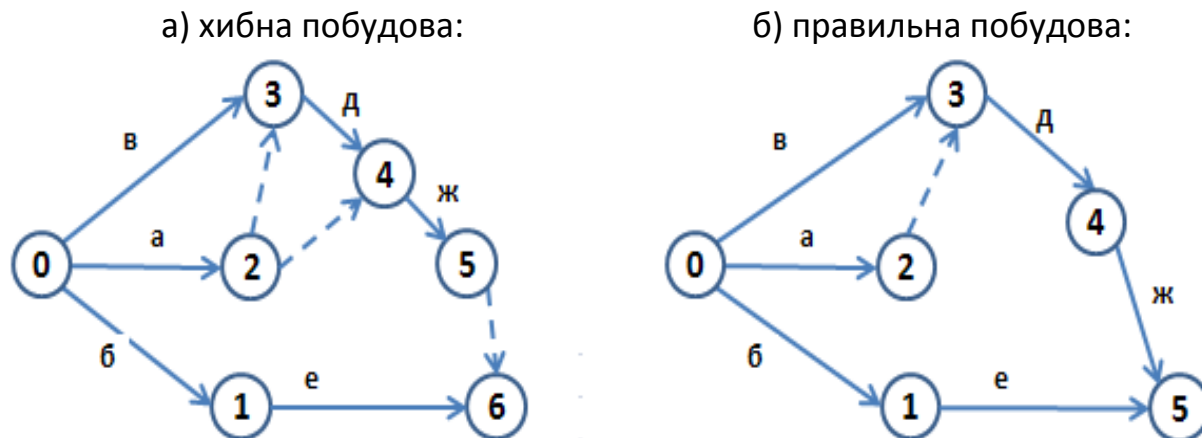 а) хибна побудова:
б) правильна побудова:
3
в
д
4
ж
0
а
2
5
б
1
е
6
3
в
д
4
0
а
2
ж
б
1
е
5